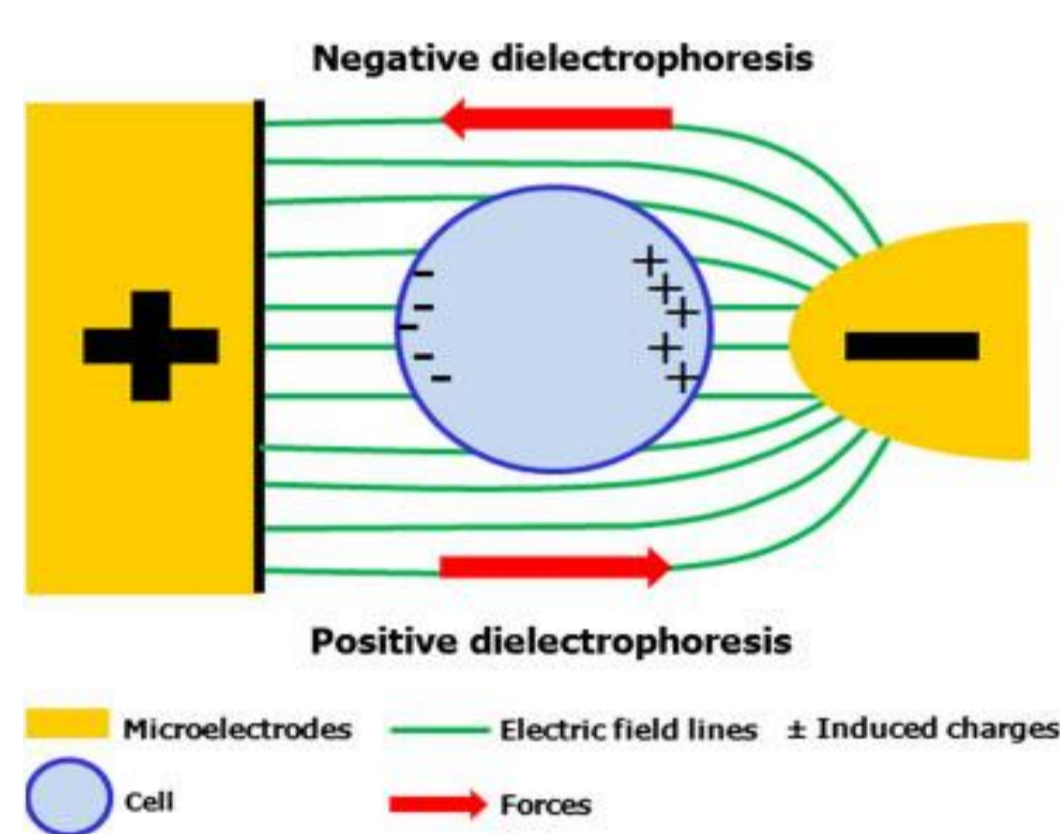 Negative dielectrophoresis
+
−
- - - - -
+ + + + +
Positive dielectrophoresis
Microelectrodes
Electric field lines
± Induced charges
Cell
Forces